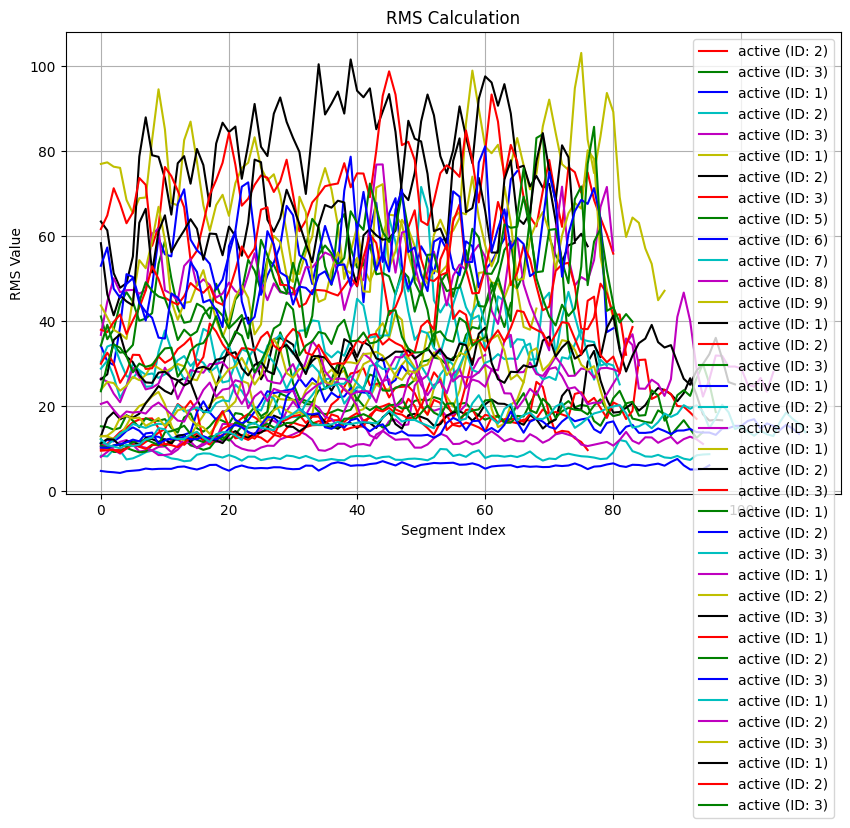 RMS Calculation
RMS Value
100
80
60
40
20
0
0
20
40
60
80
100
Segment Index
active (ID: 2)
active (ID: 3)
active (ID: 1)
active (ID: 2)
active (ID: 3)
active (ID: 1)
active (ID: 2)
active (ID: 3)
active (ID: 5)
active (ID: 6)
active (ID: 7)
active (ID: 8)
active (ID: 9)
active (ID: 1)
active (ID: 2)
active (ID: 3)
active (ID: 1)
active (ID: 2)
active (ID: 3)
active (ID: 1)
active (ID: 2)
active (ID: 3)
active (ID: 1)
active (ID: 2)
active (ID: 3)
active (ID: 1)
active (ID: 2)
active (ID: 3)
active (ID: 1)
active (ID: 2)
active (ID: 3)
active (ID: 1)
active (ID: 2)
active (ID: 3)
active (ID: 1)
active (ID: 2)
active (ID: 3)